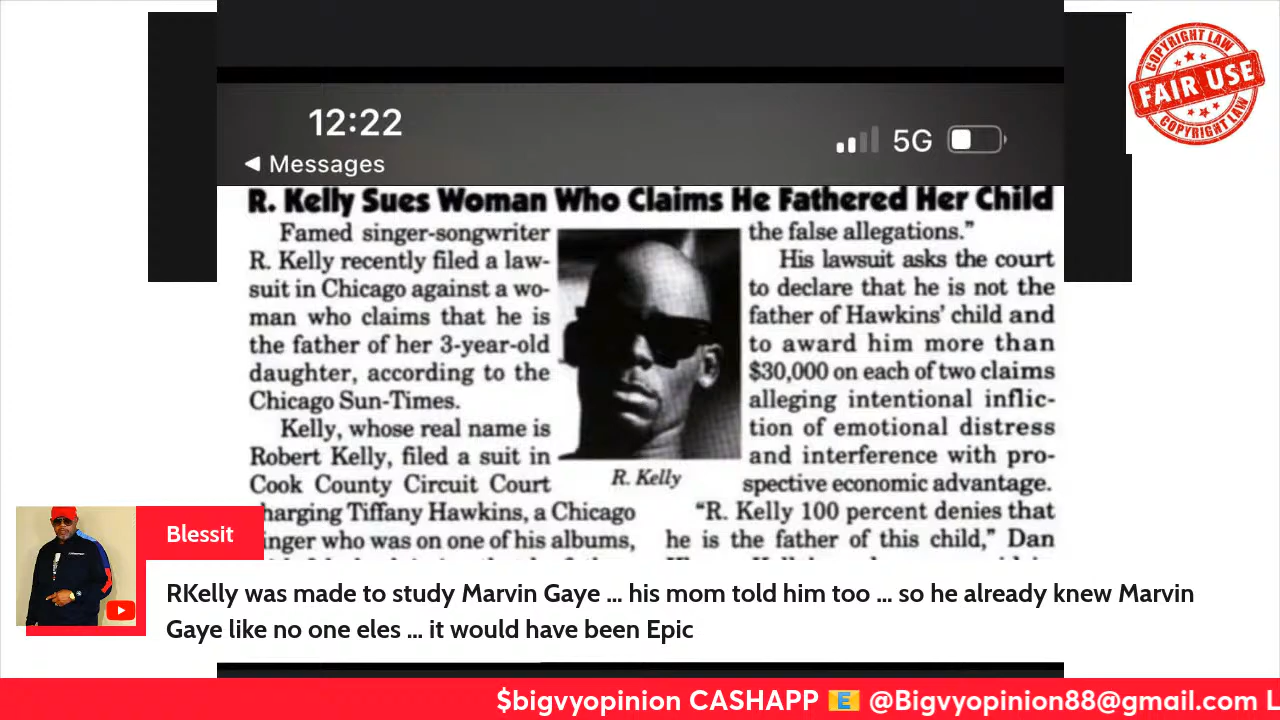 COPYRIGHT LAW
FAIR USE
COPYRIGHT LAW
12:22
5G
Messages
R. Kelly Sues Woman Who Claims He Fathered Her Child
Famed singer-songwriter
R. Kelly recently filed a law-
suit in Chicago against a wo-
man who claims that he is
the father of her 3-year-old
daughter, according to the
Chicago Sun-Times.
Kelly, whose real name is
Robert Kelly, filed a suit in
Cook County Circuit Court
harging Tiffany Hawkins, a Chicago
inger who was on one of his albums,
R. Kelly
the false allegations.”
His lawsuit asks the court
to declare that he is not the
father of Hawkins’ child and
to award him more than
$30,000 on each of two claims
alleging intentional inflic-
tion of emotional distress
and interference with pro-
spective economic advantage.
“R. Kelly 100 percent denies that
he is the father of this child,” Dan
Blessit
RKelly was made to study Marvin Gaye ... his mom told him too ... so he already knew Marvin
Gaye like no one eles ... it would have been Epic
$bigvyopinion CASHAPP 📧 @Bigvyopinion88@gmail.com L